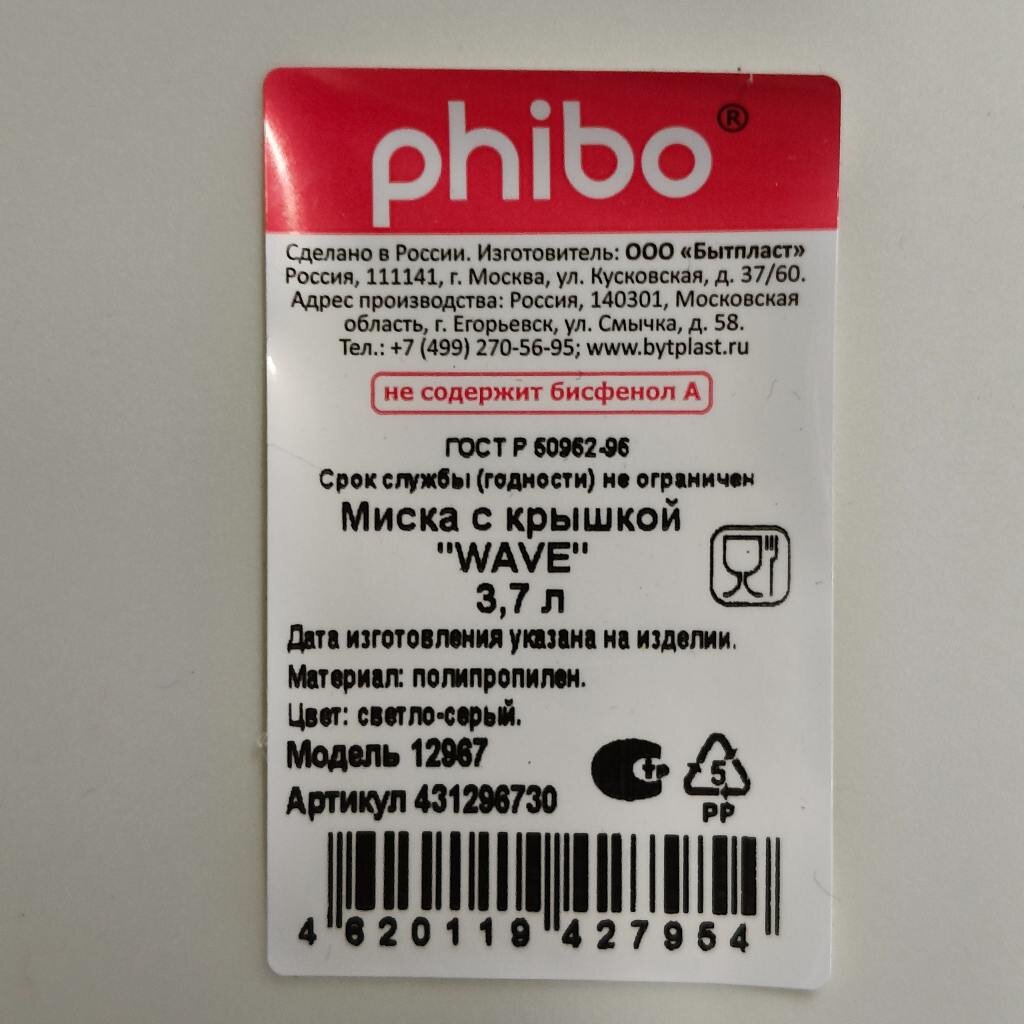 phibo®
Сделано в России. Изготовитель: ООО «Бытпласт»
Россия, 111141, г. Москва, ул. Кусковская, д. 37/60.
Адрес производства: Россия, 140301, Московская
область, г. Егорьевск, ул. Смычка, д. 58.
Тел.: +7 (499) 270-56-95; www.bytplast.ru
не содержит бисфенол А
ГОСТ Р 50962-96
Срок службы (годности) не ограничен
Миска с крышкой
"WAVE"
3,7 л
Дата изготовления указана на изделии.
Материал: полипропилен.
Цвет: светло-серый.
Модель 12967
Артикул 431296730
тр
5
PP
4 620119 427954